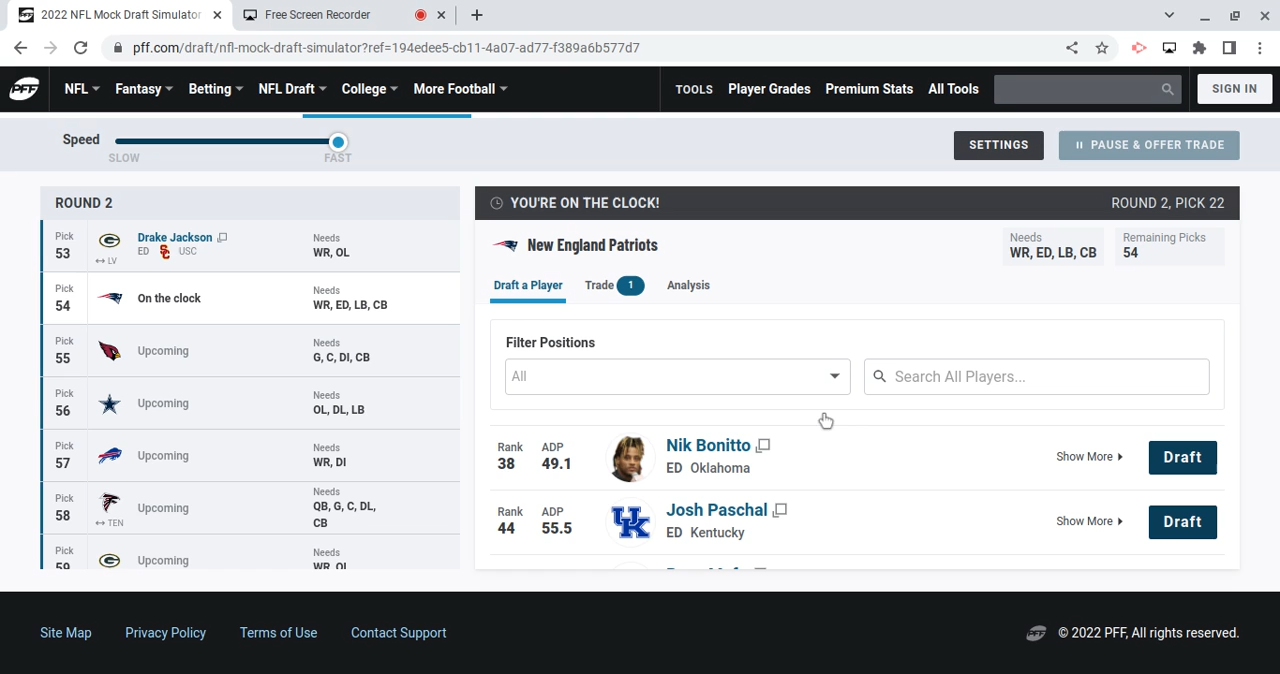 2022 NFL Mock Draft Simulator
Free Screen Recorder
pff.com/draft/nfl-mock-draft-simulator?ref=194edee5-cb11-4a07-ad77-f389a6b577d7
PFF
NFL
Fantasy
Betting
NFL Draft
College
More Football
TOOLS
Player Grades
Premium Stats
All Tools
SIGN IN
Speed
SLOW
FAST
SETTINGS
PAUSE & OFFER TRADE
ROUND 2
Pick
53
LV
Drake Jackson
ED USC
Needs
WR, OL
Pick
54
On the clock
Needs
WR, ED, LB, CB
Pick
55
Upcoming
Needs
G, C, DI, CB
Pick
56
Upcoming
Needs
OL, DL, LB
Pick
57
Upcoming
Needs
WR, DI
Pick
58
TEN
Upcoming
Needs
QB, G, C, DL,
CB
Pick
59
Upcoming
Needs
WR, OL
YOU'RE ON THE CLOCK!
ROUND 2, PICK 22
New England Patriots
Needs
WR, ED, LB, CB
Remaining Picks
54
Draft a Player
Trade 1
Analysis
Filter Positions
All
Search All Players...
Rank
38
ADP
49.1
Nik Bonitto
ED Oklahoma
Show More
Draft
Rank
44
ADP
55.5
Josh Paschal
ED Kentucky
Show More
Draft
Site Map
Privacy Policy
Terms of Use
Contact Support
PFF
© 2022 PFF, All rights reserved.